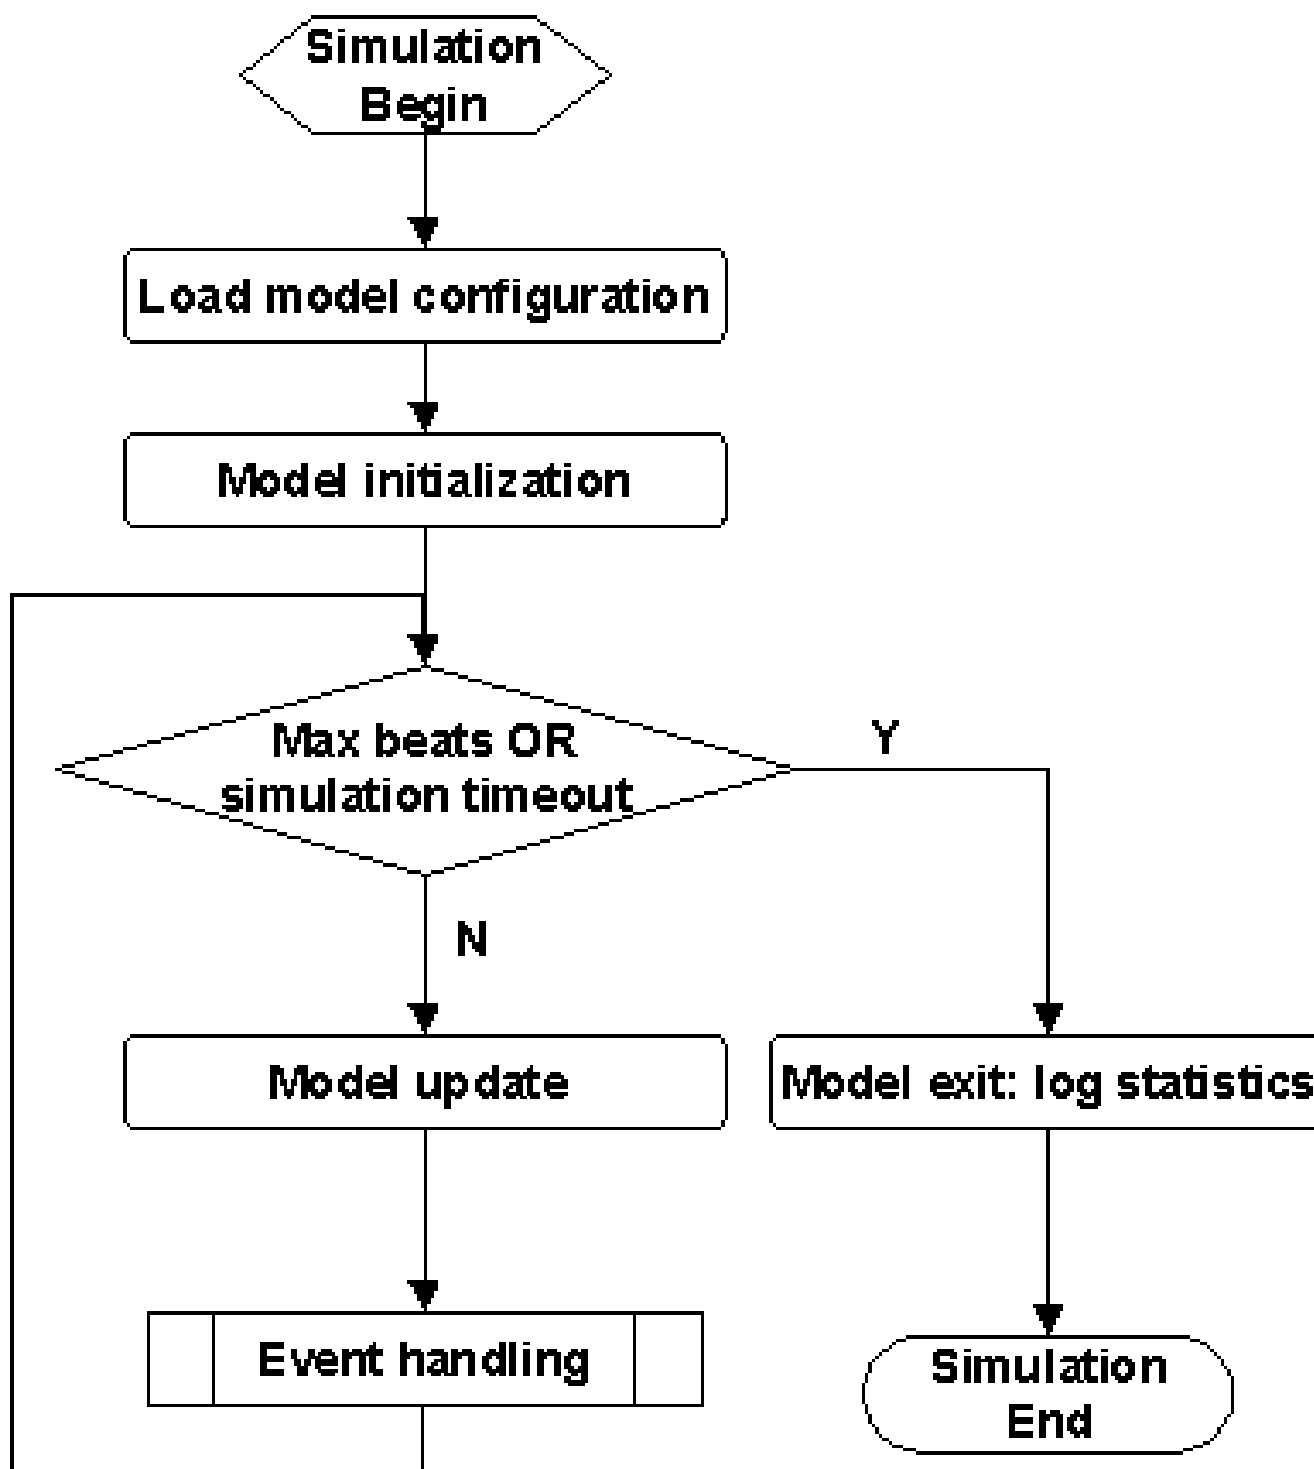 Simulation
Begin
Load model configuration
Model initialization
Max beats OR
simulation timeout
Y
N
Model update
Model exit: log statistics
Event handling
Simulation
End